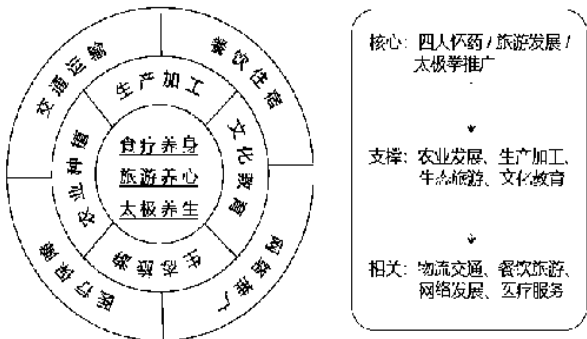 交通运输
餐饮住宿
生产加工
农业种植
文化教育
食疗养身
旅游养心
太极养生
生态旅游
医疗保障
网络推广
核心：四大怀药 / 旅游发展 /
太极拳推广
支撑：农业发展、生产加工、
生态旅游、文化教育
相关：物流交通、餐饮旅游、
网络发展、医疗服务